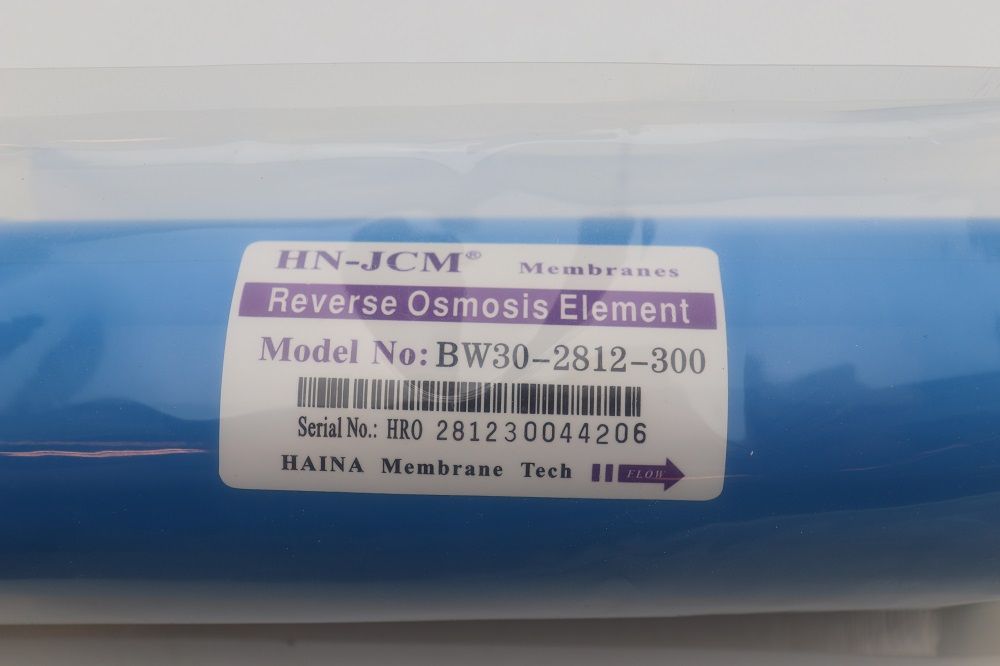 HN-JCM® Membranes
Reverse Osmosis Element
Model No: BW30-2812-300
Serial No.: HRO 281230044206
HAINA Membrane Tech FLOW